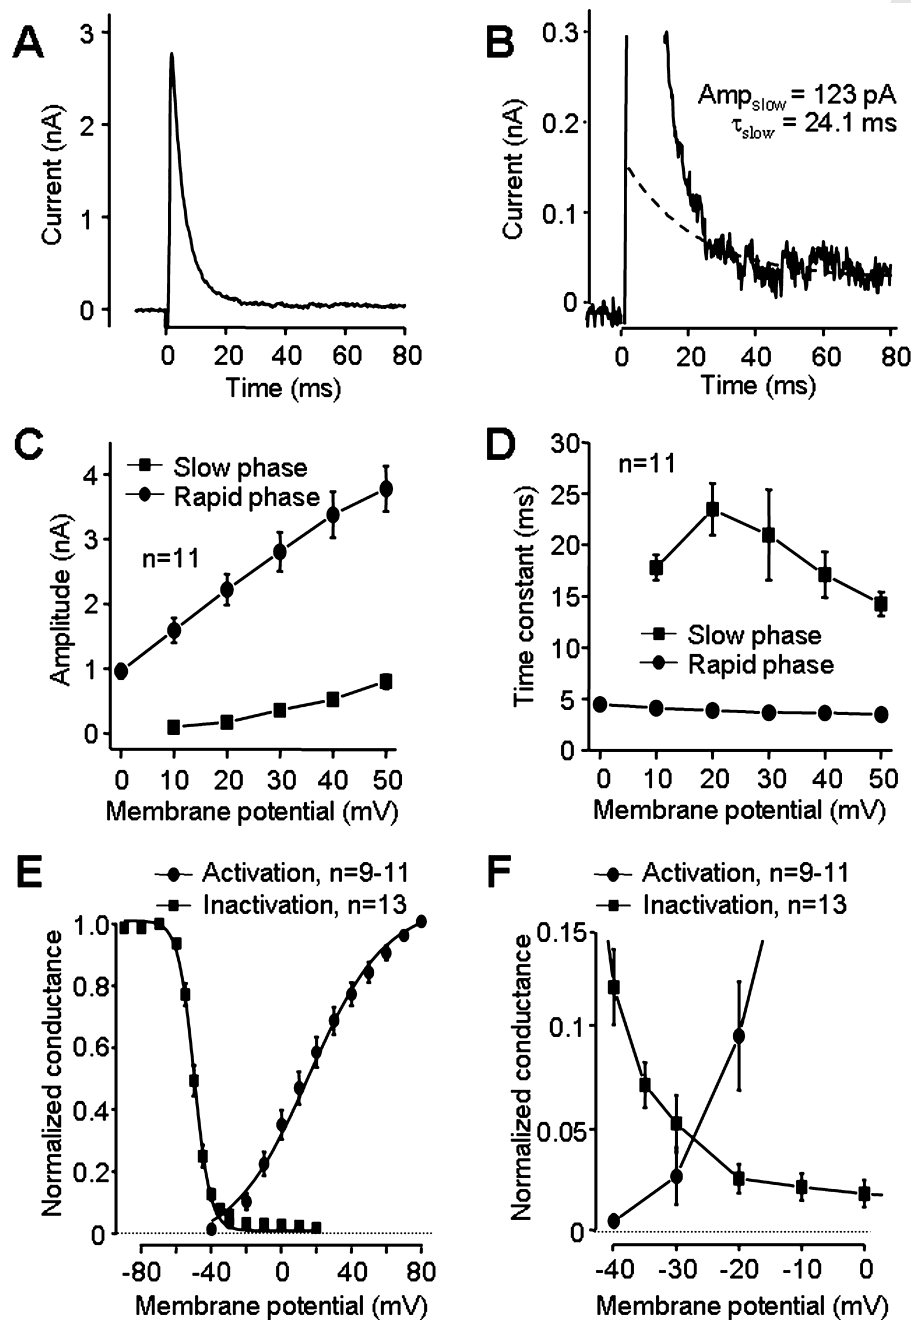 A
3
2
1
0
Current (nA)
0 20 40 60 80
Time (ms)
B
0.3
0.2
0.1
0
Current (nA)
Ampslow = 123 pA
τslow = 24.1 ms
0 20 40 60 80
Time (ms)
C
4
3
2
1
0
Amplitude (nA)
Slow phase
Rapid phase
n=11
0 10 20 30 40 50
Membrane potential (mV)
D
30
25
20
15
10
5
0
Time constant (ms)
n=11
Slow phase
Rapid phase
0 10 20 30 40 50
Membrane potential (mV)
E
Activation, n=9-11
Inactivation, n=13
1.0
0.8
0.6
0.4
0.2
0
Normalized conductance
-80 -40 0 40 80
Membrane potential (mV)
F
Activation, n=9-11
Inactivation, n=13
0.15
0.1
0.05
0
Normalized conductance
-40 -30 -20 -10 0
Membrane potential (mV)